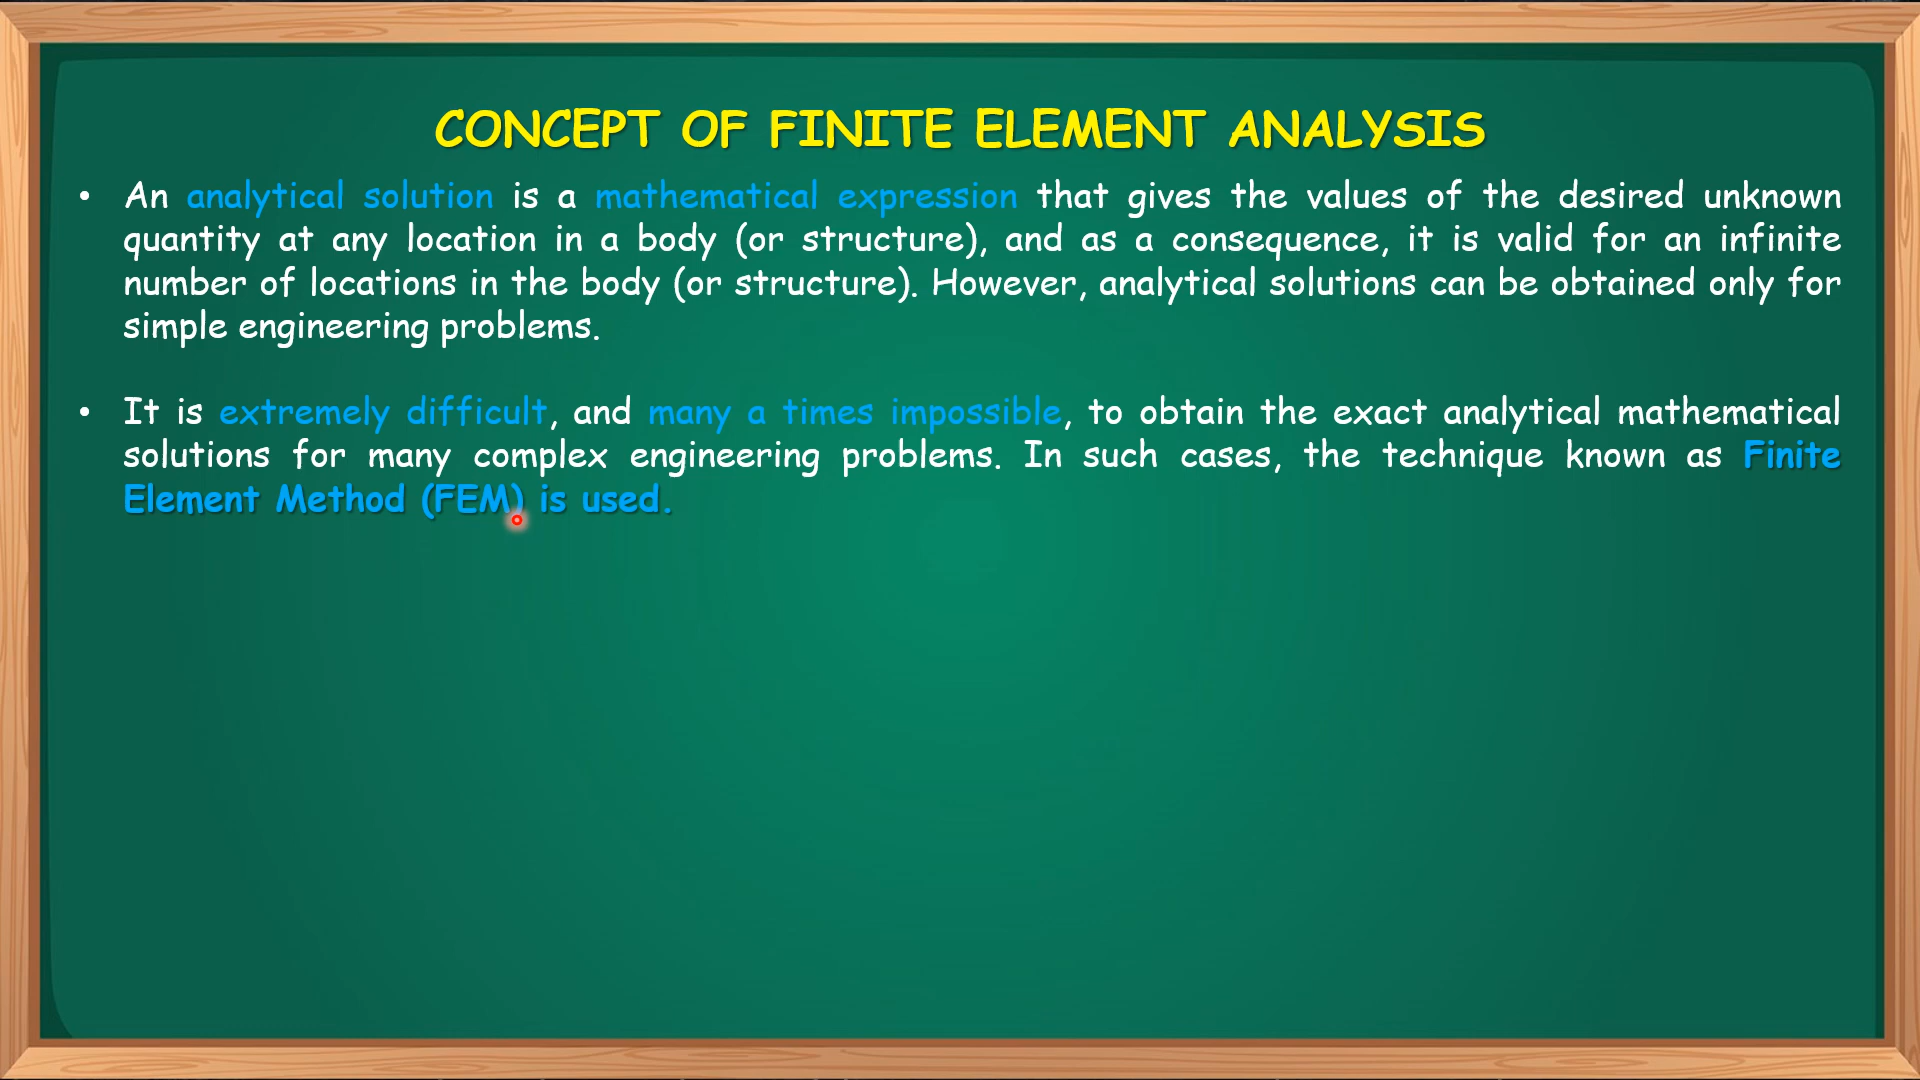 CONCEPT OF FINITE ELEMENT ANALYSIS
• An analytical solution is a mathematical expression that gives the values of the desired unknown
quantity at any location in a body (or structure), and as a consequence, it is valid for an infinite
number of locations in the body (or structure). However, analytical solutions can be obtained only for
simple engineering problems.
• It is extremely difficult, and many a times impossible, to obtain the exact analytical mathematical
solutions for many complex engineering problems. In such cases, the technique known as Finite
Element Method (FEM) is used.